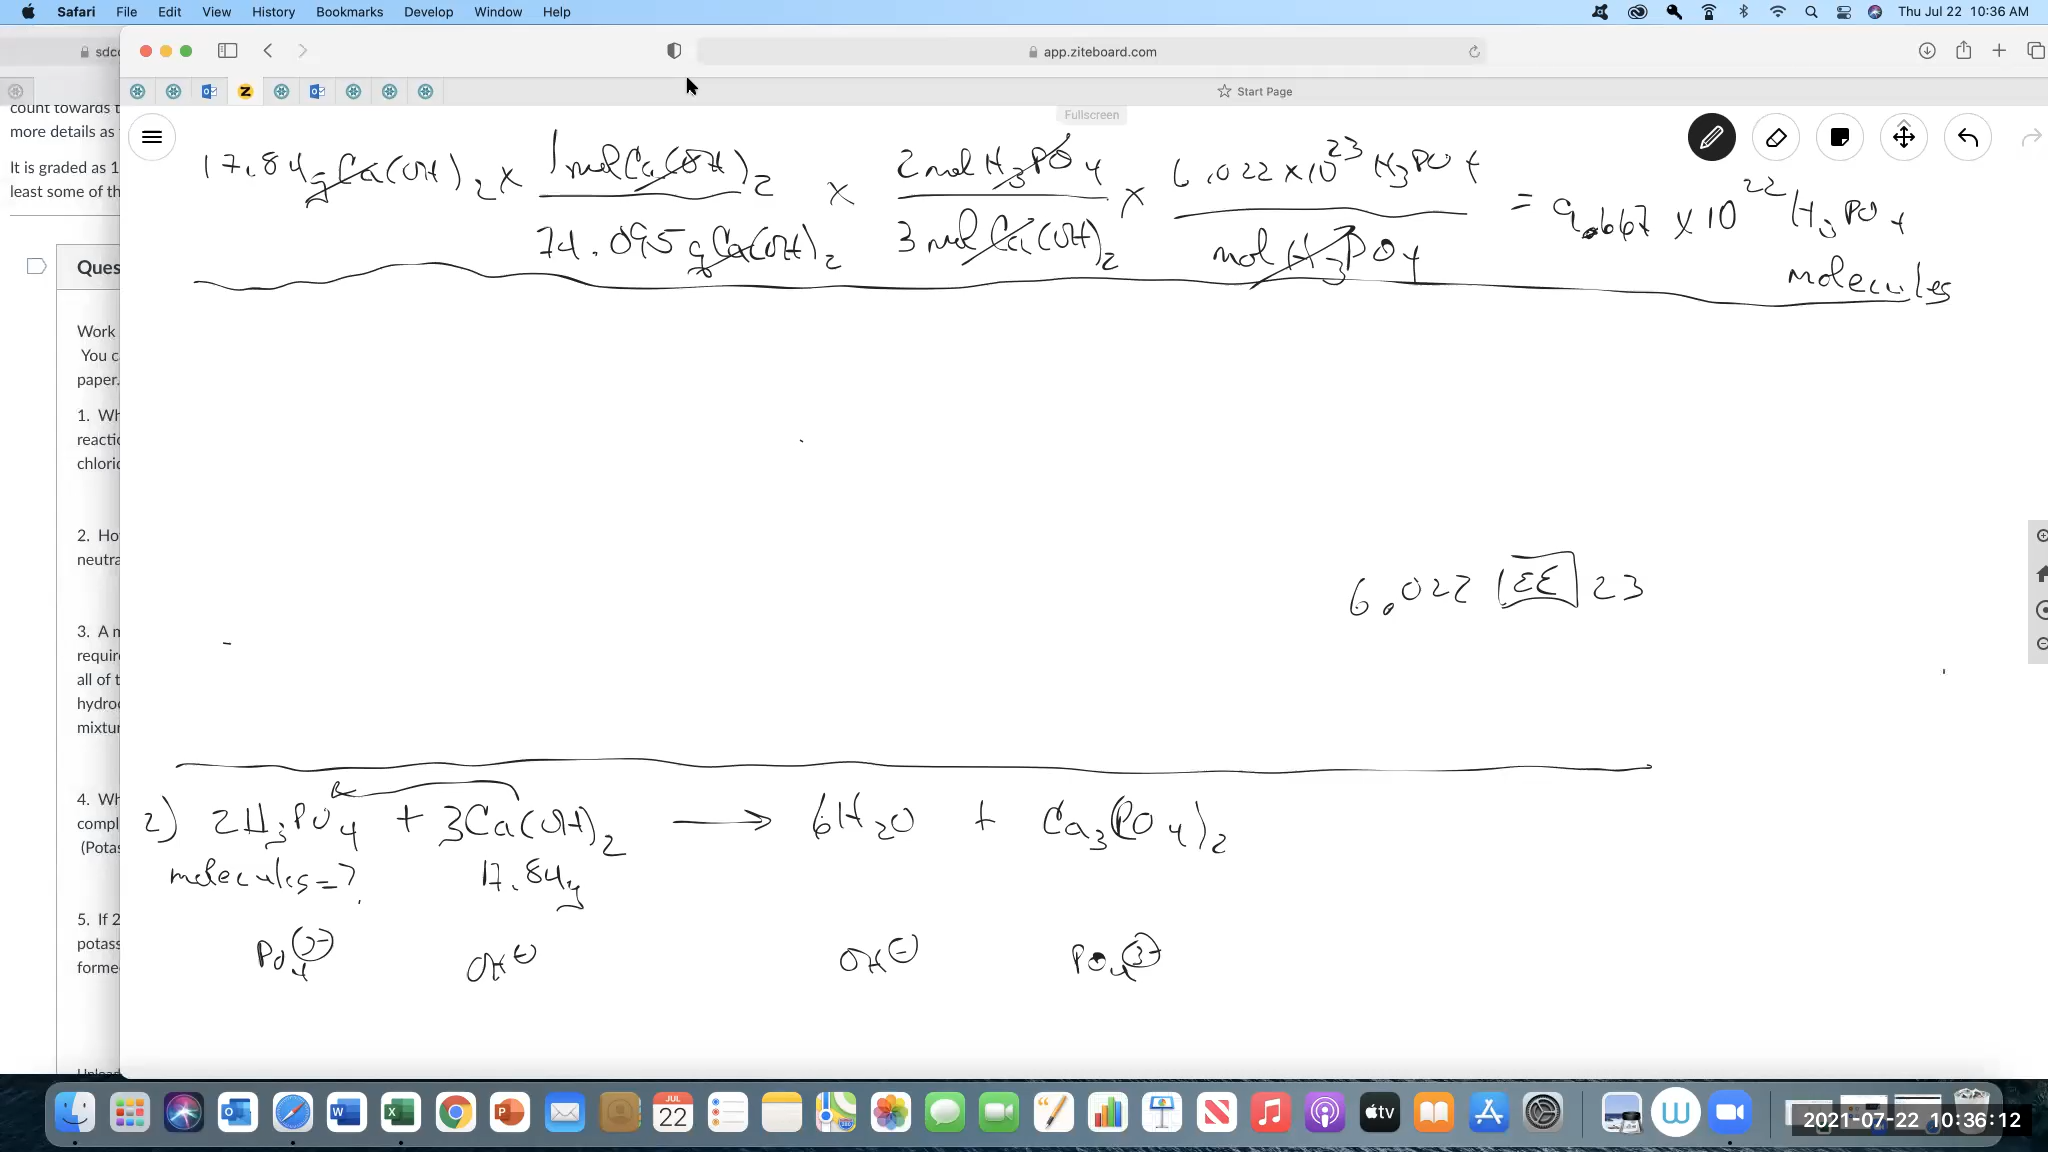 Safari File Edit View History Bookmarks Develop Window Help Thu Jul 22 10:36 AM
sdcc
app.ziteboard.com
Start Page
Fullscreen
count towards t
more details as
It is graded as 1
least some of th
Ques
Work
You c
paper.
1. Wh
reactio
chlorid
2. Ho
neutra
3. A m
require
all of t
hydroc
mixtur
4. Wh
compl
(Potas
5. If 2
potass
forme
17.84 g Ca(OH)2 x 1 mol Ca(OH)2 / 74.095 g Ca(OH)2 x 2 mol H3PO4 / 3 mol Ca(OH)2 x 6.022 x 10^23 H3PO4 / mol H3PO4 = 9.667 x 10^22 H3PO4
molecules
6.022 EE 23
2) 2H3PO4 + 3Ca(OH)2 → 6H2O + Ca3(PO4)2
molecules = ? 17.84g
PO4 3- OH - OH - PO4 3-
JUL
22
tv
2021-07-22 10:36:12